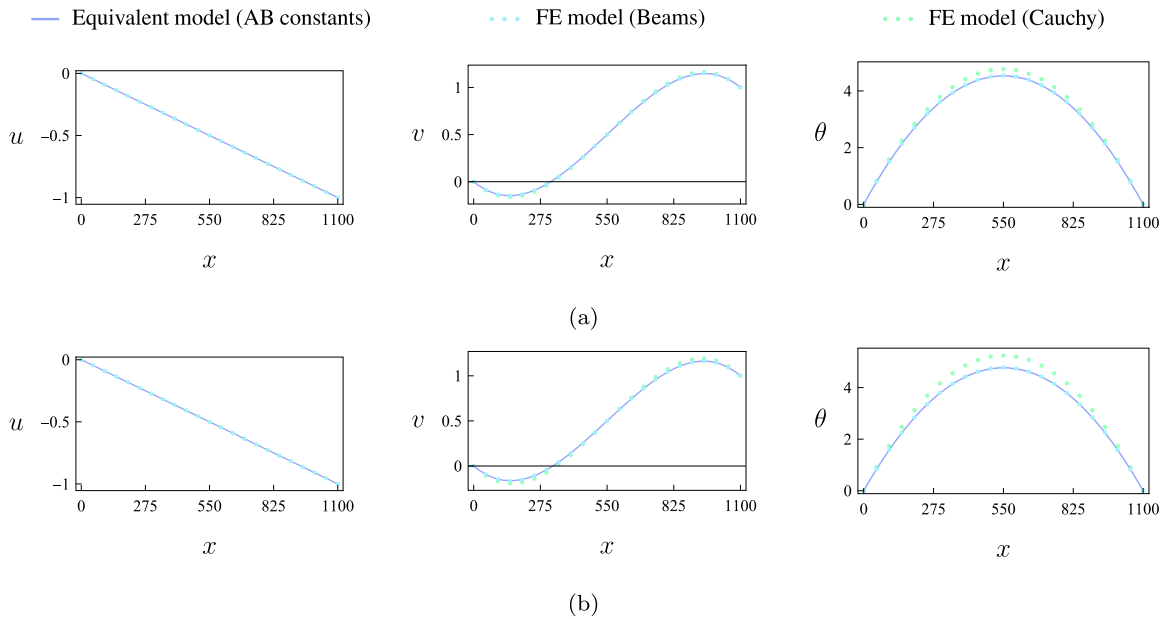 Equivalent model (AB constants) FE model (Beams) FE model (Cauchy)
u 0 −0.5 −1
0 275 550 825 1100
x
v 1 0.5 0
0 275 550 825 1100
x
θ 4 2 0
0 275 550 825 1100
x
(a)
u 0 −0.5 −1
0 275 550 825 1100
x
v 1 0.5 0
0 275 550 825 1100
x
θ 4 2 0
0 275 550 825 1100
x
(b)